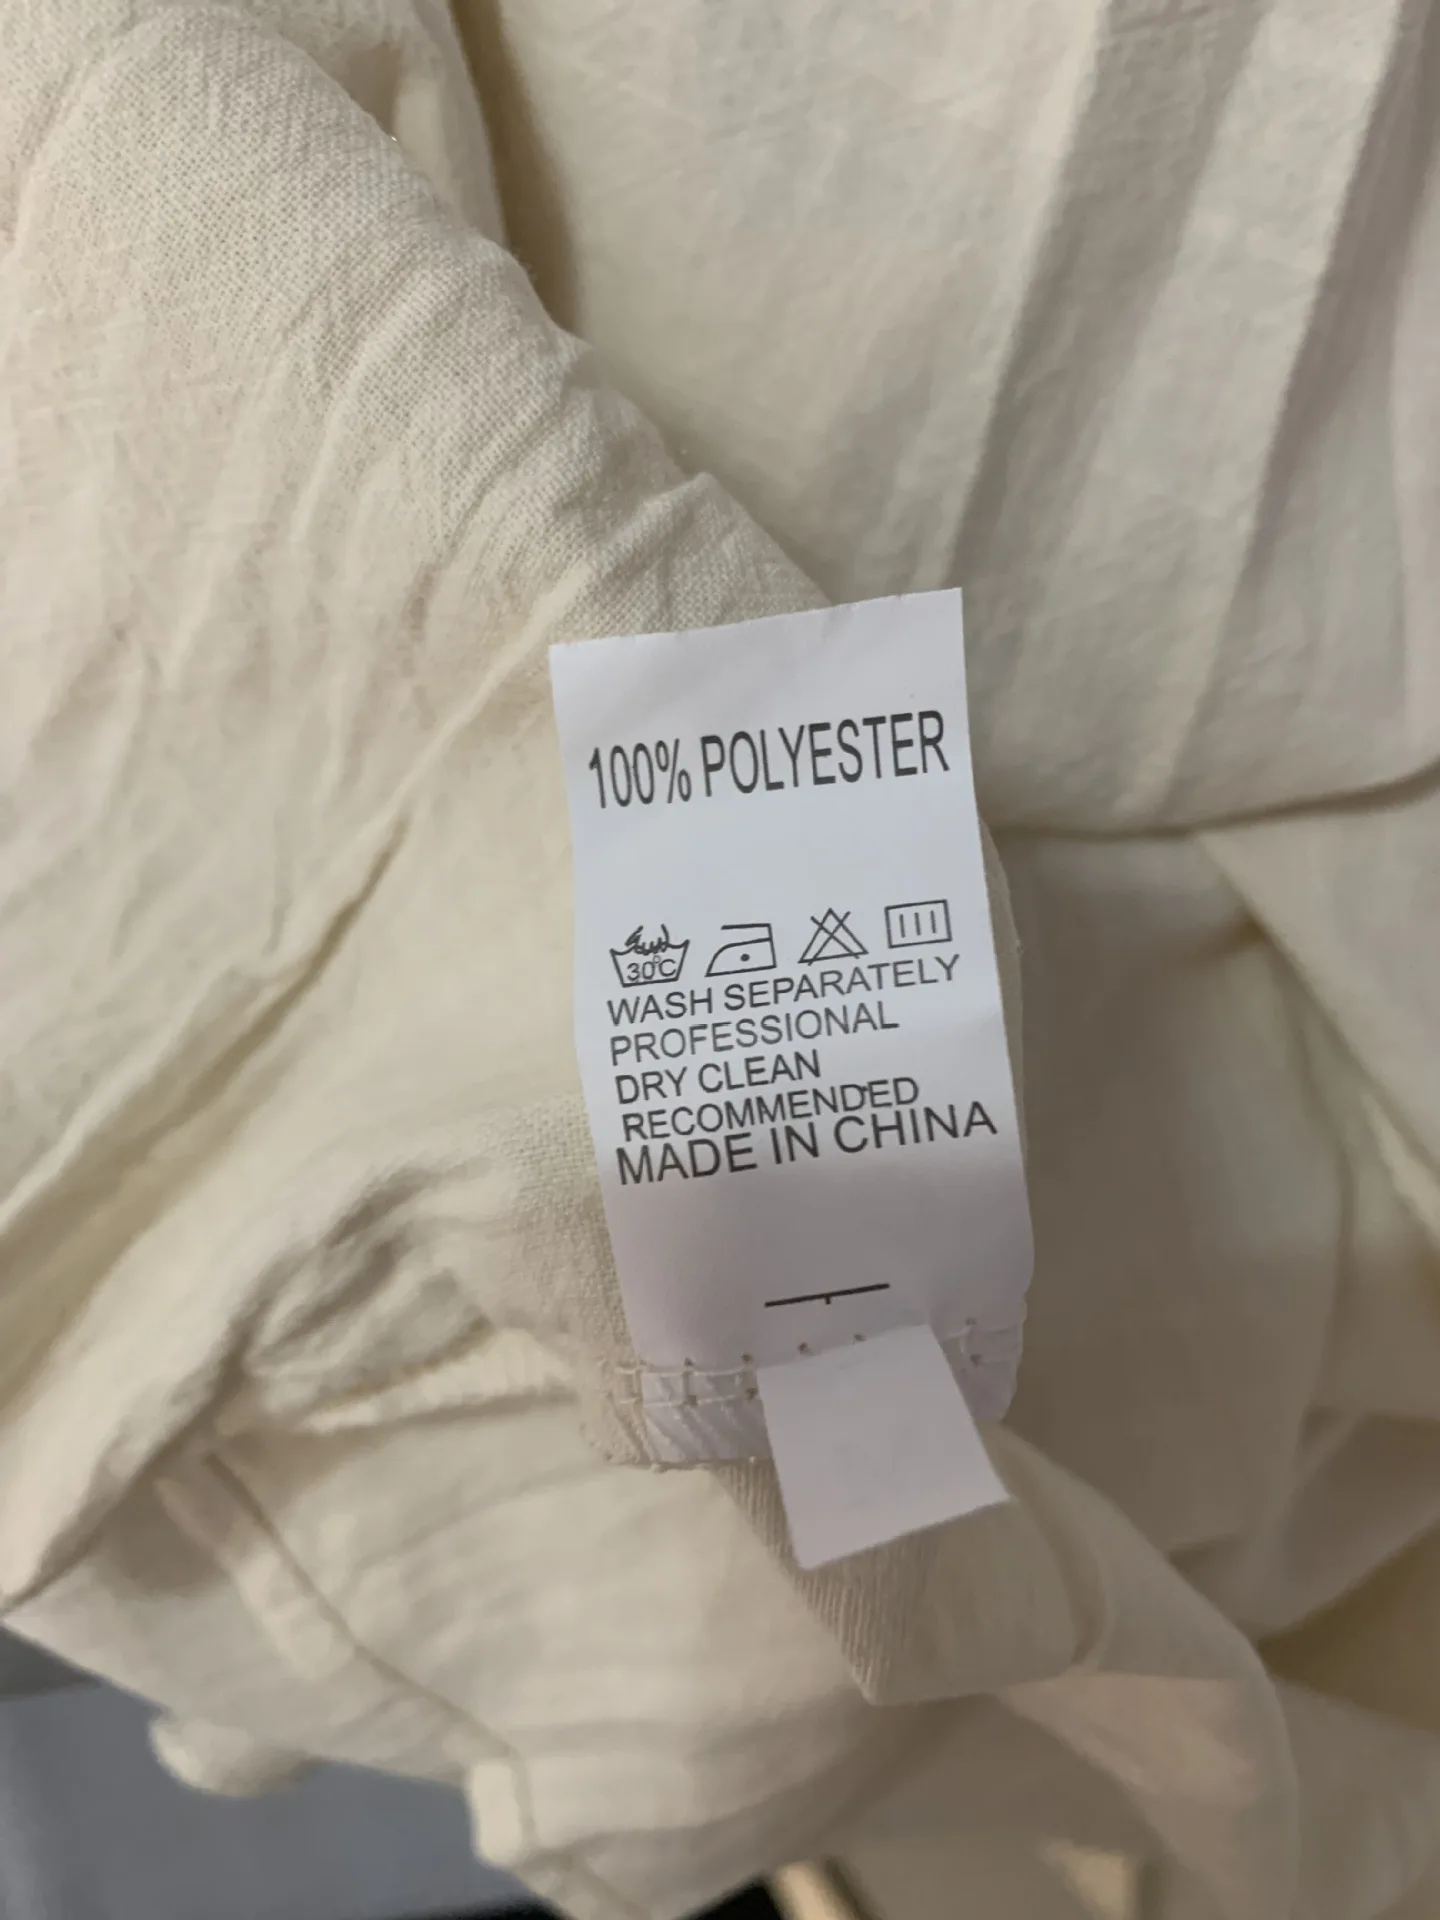 100% POLYESTER
30°C
WASH SEPARATELY
PROFESSIONAL
DRY CLEAN
RECOMMENDED
MADE IN CHINA